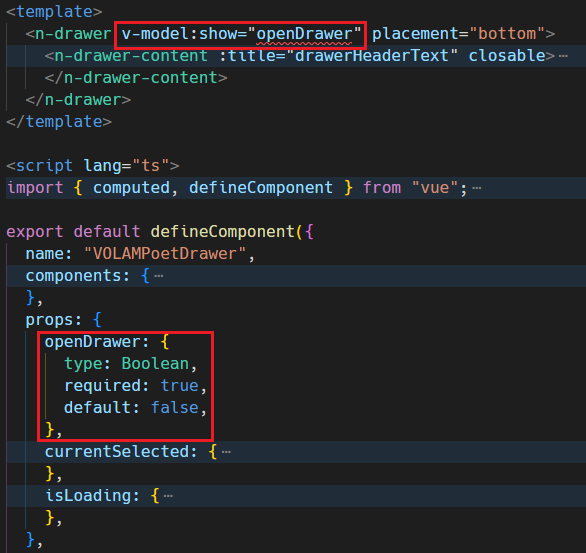 <template>
<n-drawer v-model:show="openDrawer" placement="bottom">
<n-drawer-content :title="drawerHeaderText" closable>⋯
</n-drawer-content>
</n-drawer>
</template>
<script lang="ts">
import { computed, defineComponent } from "vue";⋯
export default defineComponent({
name: "VOLAMPoetDrawer",
components: {⋯
},
props: {
openDrawer: {
type: Boolean,
required: true,
default: false,
},
currentSelected: {⋯
},
isLoading: {⋯
},
},